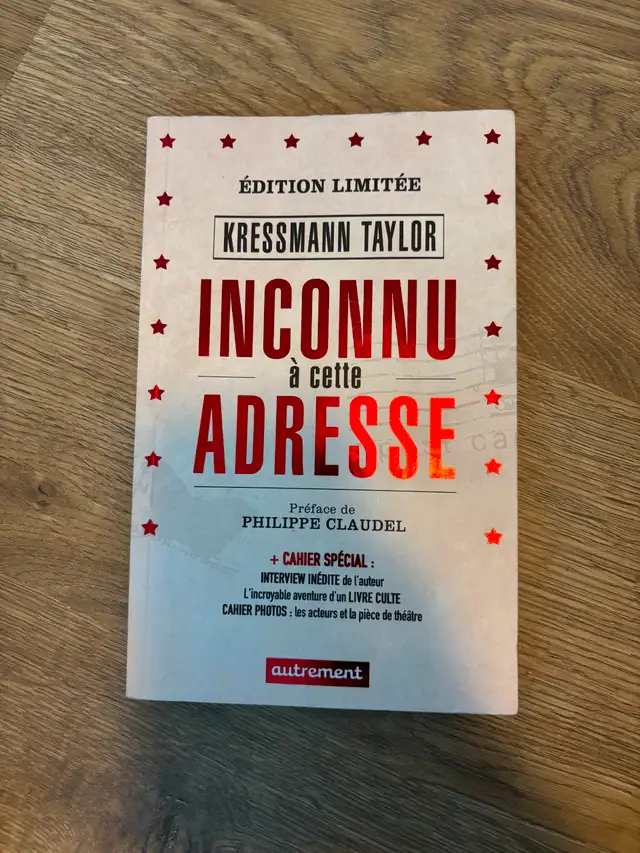 ÉDITION LIMITÉE
KRESSMANN TAYLOR
INCONNU
à cette
ADRESSE
Préface de
PHILIPPE CLAUDEL
+ CAHIER SPÉCIAL :
INTERVIEW INÉDITE de l'auteur
L'incroyable aventure d'un LIVRE CULTE
CAHIER PHOTOS : les acteurs et la pièce de théâtre
autrement